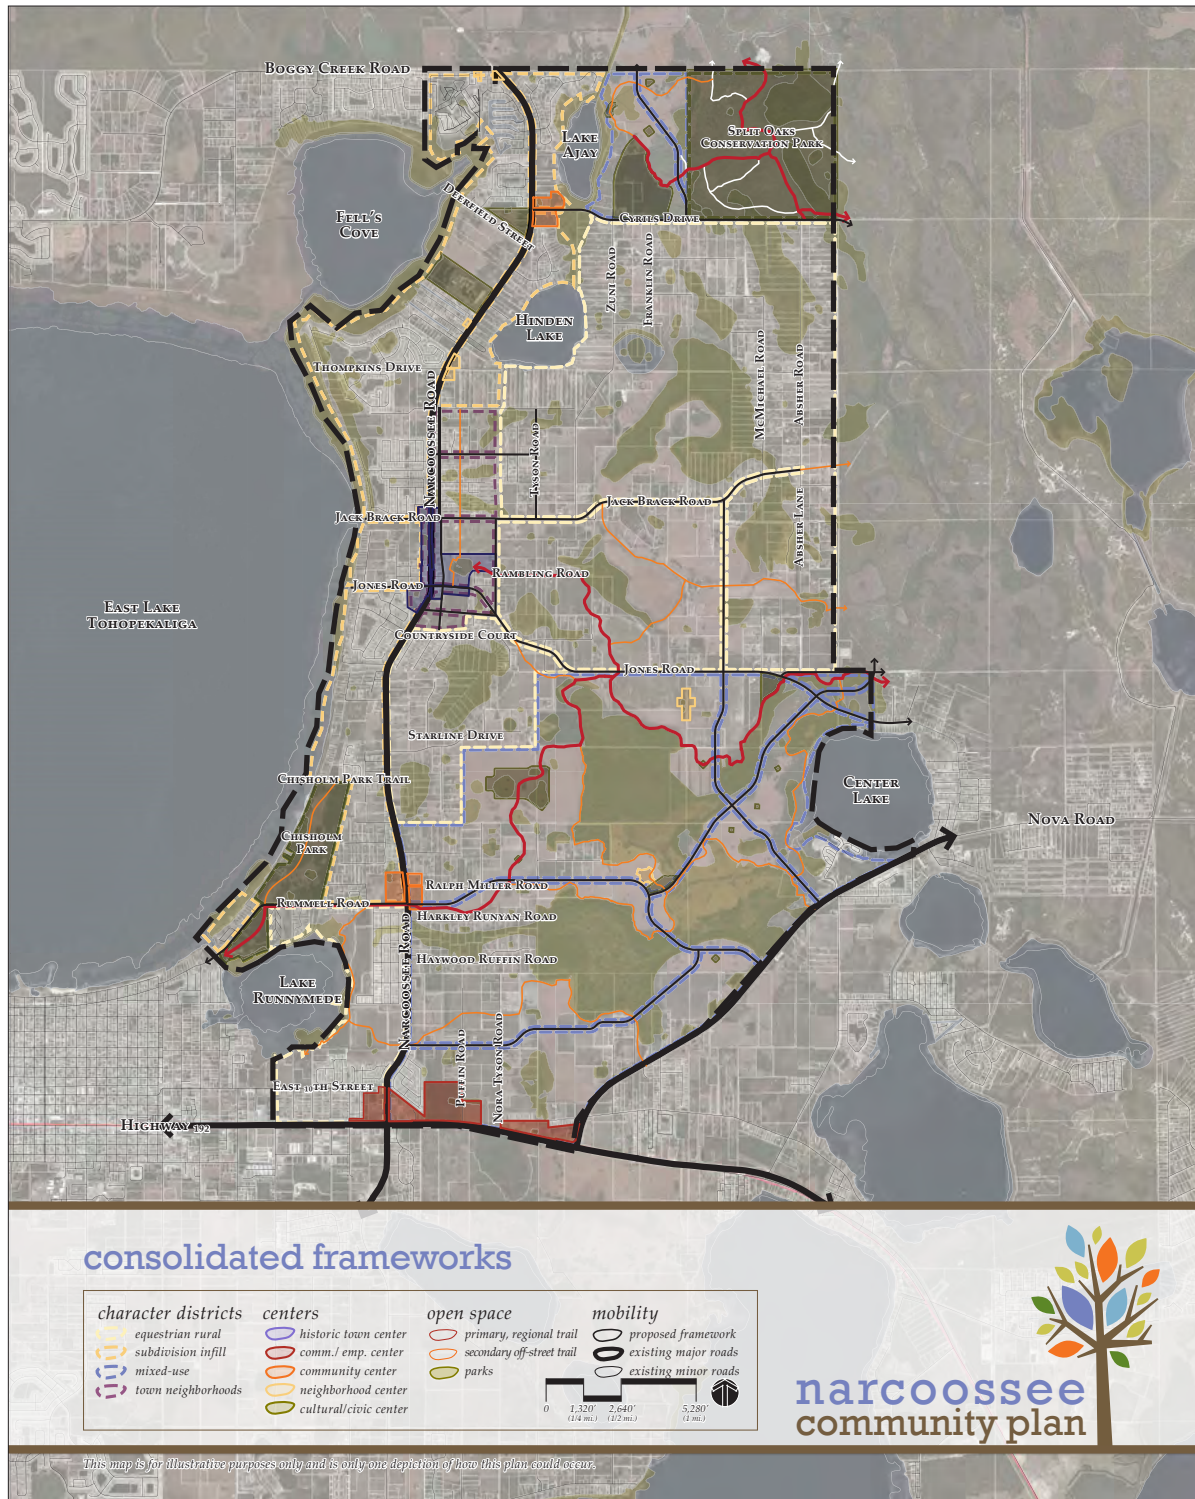 Boggy Creek Road
Lake
Ajay
Split Oaks
Conservation Park
Fell's
Cove
Deerfield Street
Cyrils Drive
Zuni Road
Franklin Road
Hinden
Lake
Thompkins Drive
McMichael Road
Absher Road
Narcoossee Road
Tyson Road
Jack Brack Road
Jack Brack Road
Absher Lane
Rambling Road
Jones Road
East Lake
Tohopekaliga
Countryside Court
Jones Road
Starline Drive
Chisholm Park Trail
Center
Lake
Nova Road
Chisholm
Park
Ralph Miller Road
Rummell Road
Harkley Runyan Road
Narcoossee Road
Haywood Ruffin Road
Lake
Runnymede
Puffin Road
Nora Tyson Road
East 10th Street
Highway 192
consolidated frameworks
character districts
equestrian rural
subdivision infill
mixed-use
town neighborhoods
centers
historic town center
comm./ emp. center
community center
neighborhood center
cultural/civic center
open space
primary, regional trail
secondary off-street trail
parks
mobility
proposed framework
existing major roads
existing minor roads
0 1,320' 2,640' 5,280'
(1/4 mi.) (1/2 mi.) (1 mi.)
narcoossee
community plan
This map is for illustrative purposes only and is only one depiction of how this plan could occur.